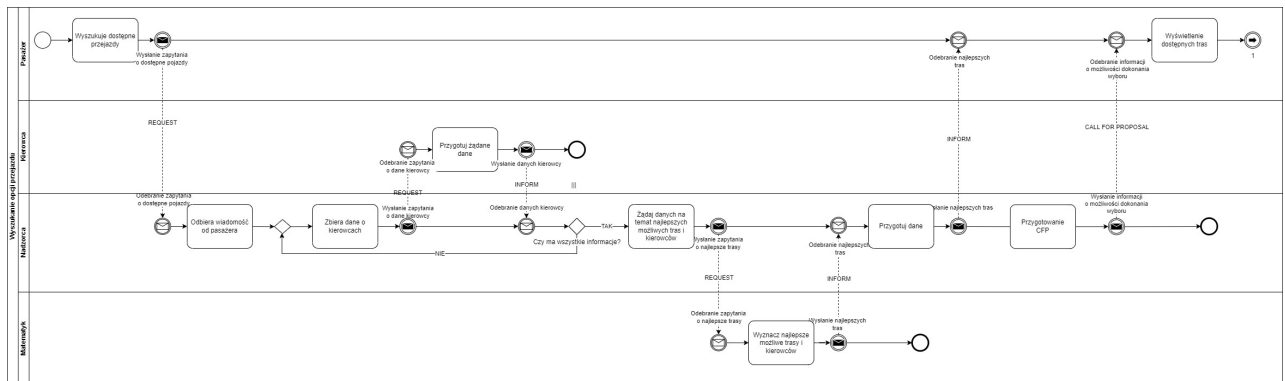 Wyszukanie opcji przejazdu
Pasażer
Wyszukuje dostępne
przejazdy
Wysłanie zapytania
o dostępne pojazdy
Odebranie najlepszych
tras
Odebranie informacji
o możliwości dokonania
wyboru
Wyświetlenie
dostępnych tras
1
REQUEST
INFORM
CALL FOR PROPOSAL
Kierowca
Odebranie zapytania
o dane kierowcy
Przygotuj żądane
dane
Wysłanie danych kierowcy
REQUEST
INFORM
Nadzorca
Odebranie zapytania
o dostępne pojazdy
Odbiera wiadomość
od pasażera
Zbiera dane o
kierowcach
Wysłanie zapytania
o dane kierowcy
Odebranie danych kierowcy
Czy ma wszystkie informacje?
TAK
NIE
Żądaj danych na
temat najlepszych
możliwych tras i
kierowców
Wysłanie zapytania
o najlepsze trasy
Odebranie najlepszych
tras
Przygotuj dane
najlepszych tras
Przygotowanie
CFP
Wysłanie informacji
o możliwości dokonania
wyboru
REQUEST
INFORM
Matematyk
Odebranie zapytania
o najlepsze trasy
Wyznacz najlepsze
możliwe trasy i
kierowców
Wysłanie najlepszych
tras